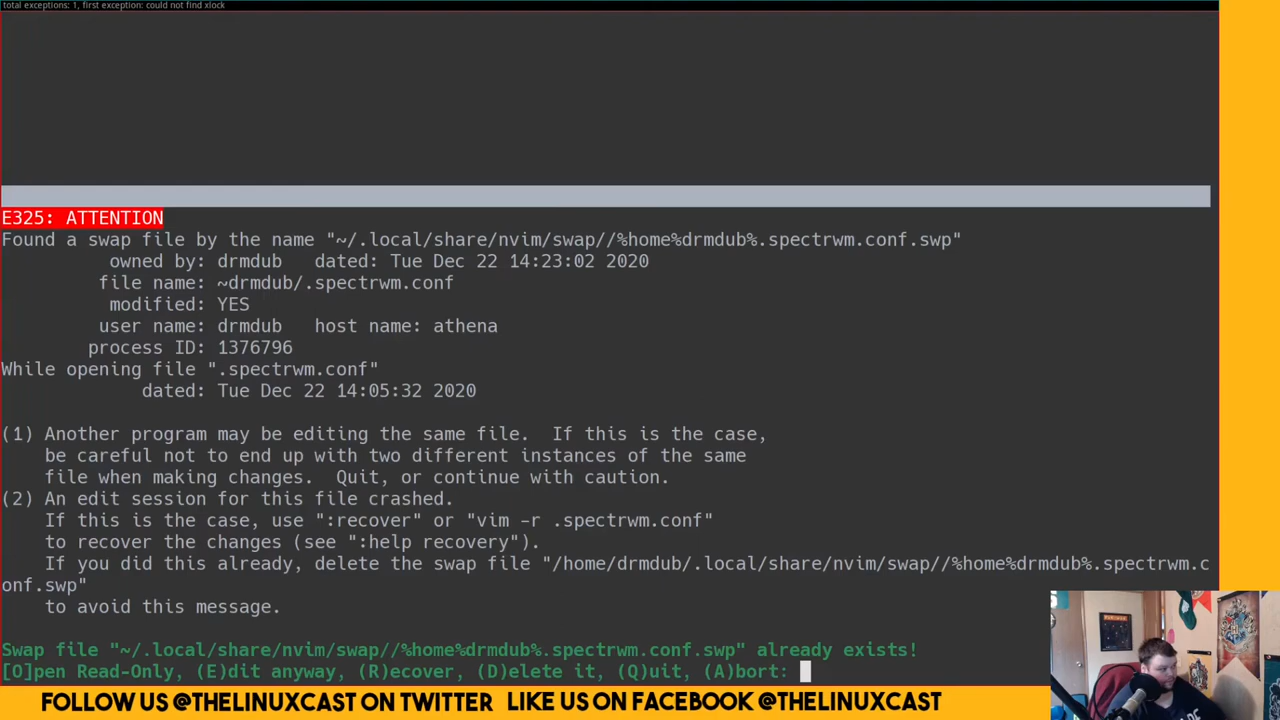 total exceptions: 1, first exception: could not find xlock
E325: ATTENTION
Found a swap file by the name "~/.local/share/nvim/swap//%home%drmdub%.spectrwm.conf.swp"
owned by: drmdub   dated: Tue Dec 22 14:23:02 2020
file name: ~drmdub/.spectrwm.conf
modified: YES
user name: drmdub   host name: athena
process ID: 1376796
While opening file ".spectrwm.conf"
dated: Tue Dec 22 14:05:32 2020
(1) Another program may be editing the same file.  If this is the case,
be careful not to end up with two different instances of the same
file when making changes.  Quit, or continue with caution.
(2) An edit session for this file crashed.
If this is the case, use ":recover" or "vim -r .spectrwm.conf"
to recover the changes (see ":help recovery").
If you did this already, delete the swap file "/home/drmdub/.local/share/nvim/swap//%home%drmdub%.spectrwm.c
onf.swp"
to avoid this message.
Swap file "~/.local/share/nvim/swap//%home%drmdub%.spectrwm.conf.swp" already exists!
[O]pen Read-Only, (E)dit anyway, (R)ecover, (D)elete it, (Q)uit, (A)bort:
FOLLOW US @THELINUXCAST ON TWITTER LIKE US ON FACEBOOK @THELINUXCAST